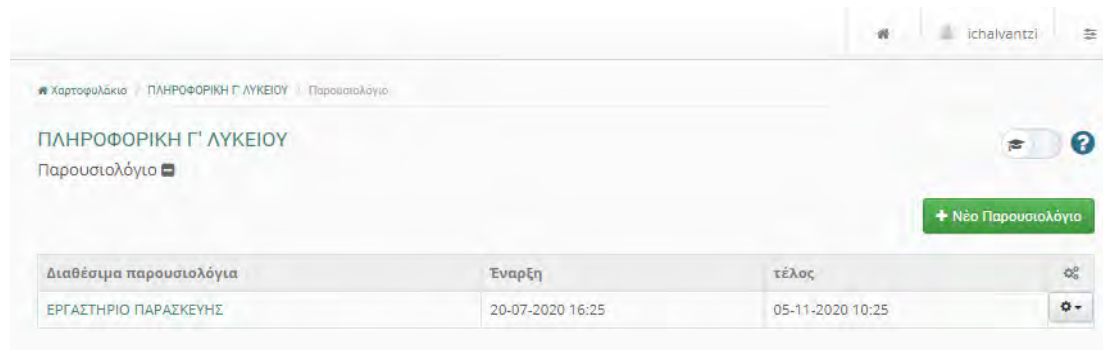 ichalvantzi
Χαρτοφυλάκιο / ΠΛΗΡΟΦΟΡΙΚΗ Γ' ΛΥΚΕΙΟΥ / Παρουσιολόγιο
ΠΛΗΡΟΦΟΡΙΚΗ Γ' ΛΥΚΕΙΟΥ
Παρουσιολόγιο
+ Νέο Παρουσιολόγιο
Διαθέσιμα παρουσιολόγια Έναρξη τέλος
ΕΡΓΑΣΤΗΡΙΟ ΠΑΡΑΣΚΕΥΗΣ 20-07-2020 16:25 05-11-2020 10:25